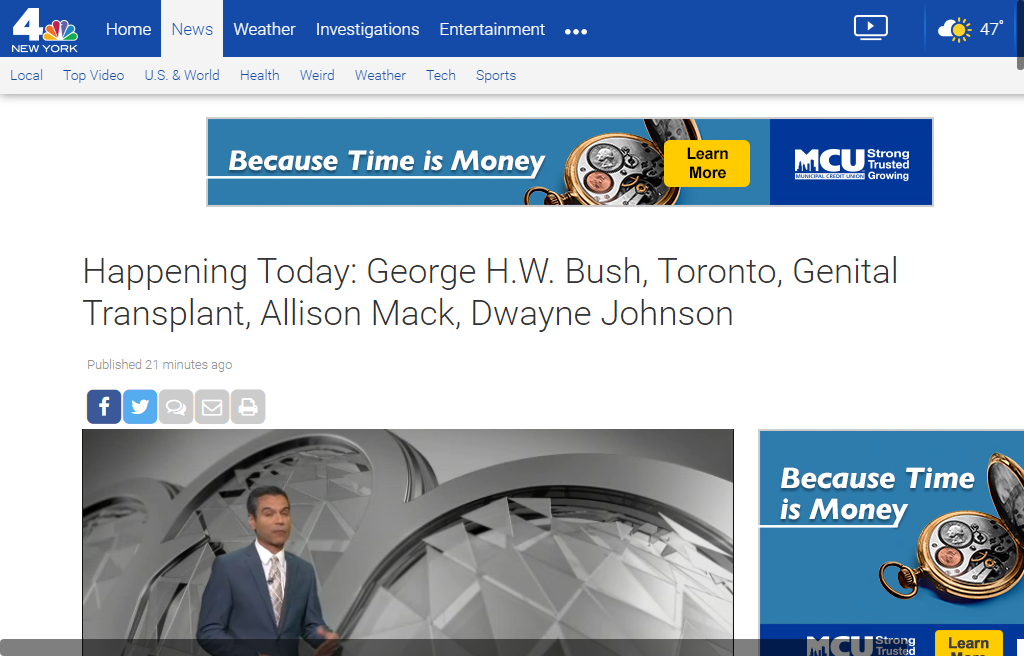 4
NEW YORK
Home
News
Weather
Investigations
Entertainment
47°
Local
Top Video
U.S. & World
Health
Weird
Weather
Tech
Sports
Because Time is Money
Learn
More
MCU
MUNICIPAL CREDIT UNION
Strong
Trusted
Growing
Happening Today: George H.W. Bush, Toronto, Genital
Transplant, Allison Mack, Dwayne Johnson
Published 21 minutes ago
Because Time
is Money
MCU
Strong
Trusted
Learn
More